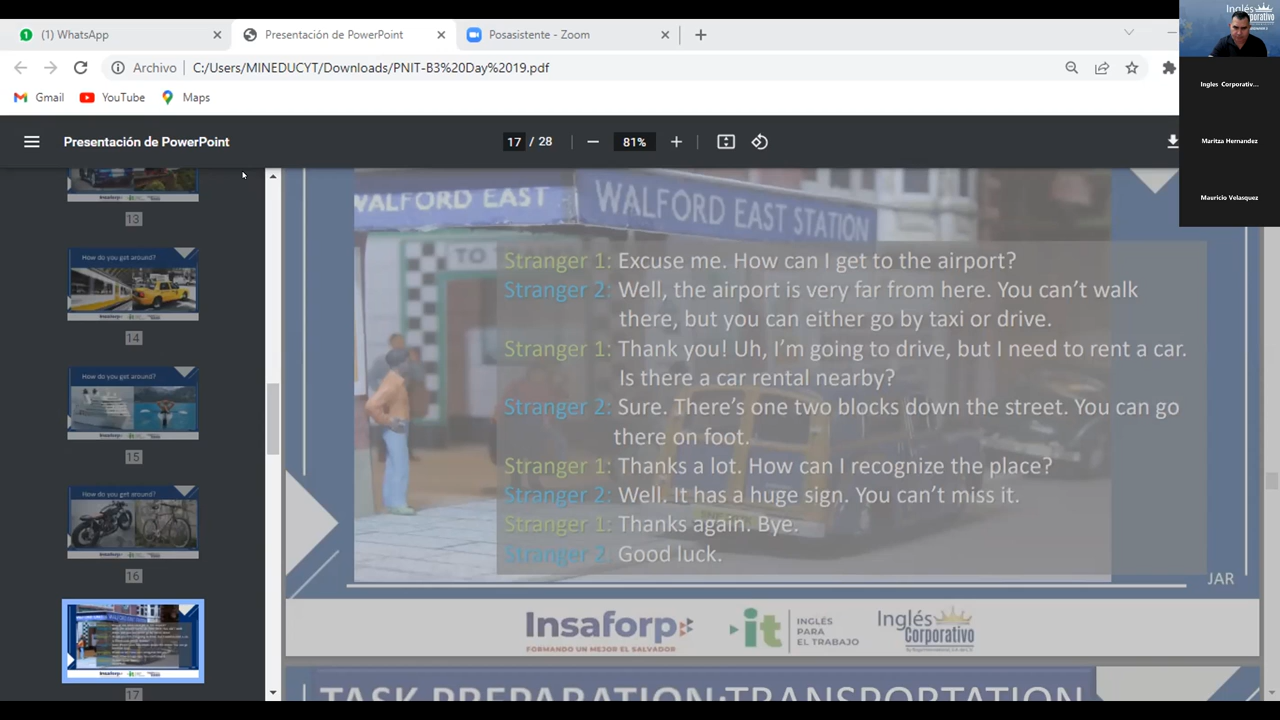 (1) WhatsApp
Presentación de PowerPoint
Posasistente - Zoom
Archivo
C:/Users/MINEDUCYT/Downloads/PNIT-B3%20Day%2019.pdf
Gmail
YouTube
Maps
Presentación de PowerPoint
17 / 28
81%
Inglés
Corporativo
Ingles Corporativ...
Maritza Hernandez
Mauricio Velasquez
13
How do you get around?
14
How do you get around?
15
How do you get around?
16
17
WALFORD EAST
WALFORD EAST STATION
TO
Stranger 1: Excuse me. How can I get to the airport?
Stranger 2: Well, the airport is very far from here. You can't walk
there, but you can either go by taxi or drive.
Stranger 1: Thank you! Uh, I'm going to drive, but I need to rent a car.
Is there a car rental nearby?
Stranger 2: Sure. There's one two blocks down the street. You can go
there on foot.
Stranger 1: Thanks a lot. How can I recognize the place?
Stranger 2: Well. It has a huge sign. You can't miss it.
Stranger 1: Thanks again. Bye.
Stranger 2 Good luck.
JAR
Insaforp
FORMANDO UN MEJOR EL SALVADOR
it
INGLÉS
PARA
EL TRABAJO
Inglés
Corporativo
TASK PREPARATION:TRANSPORTATION